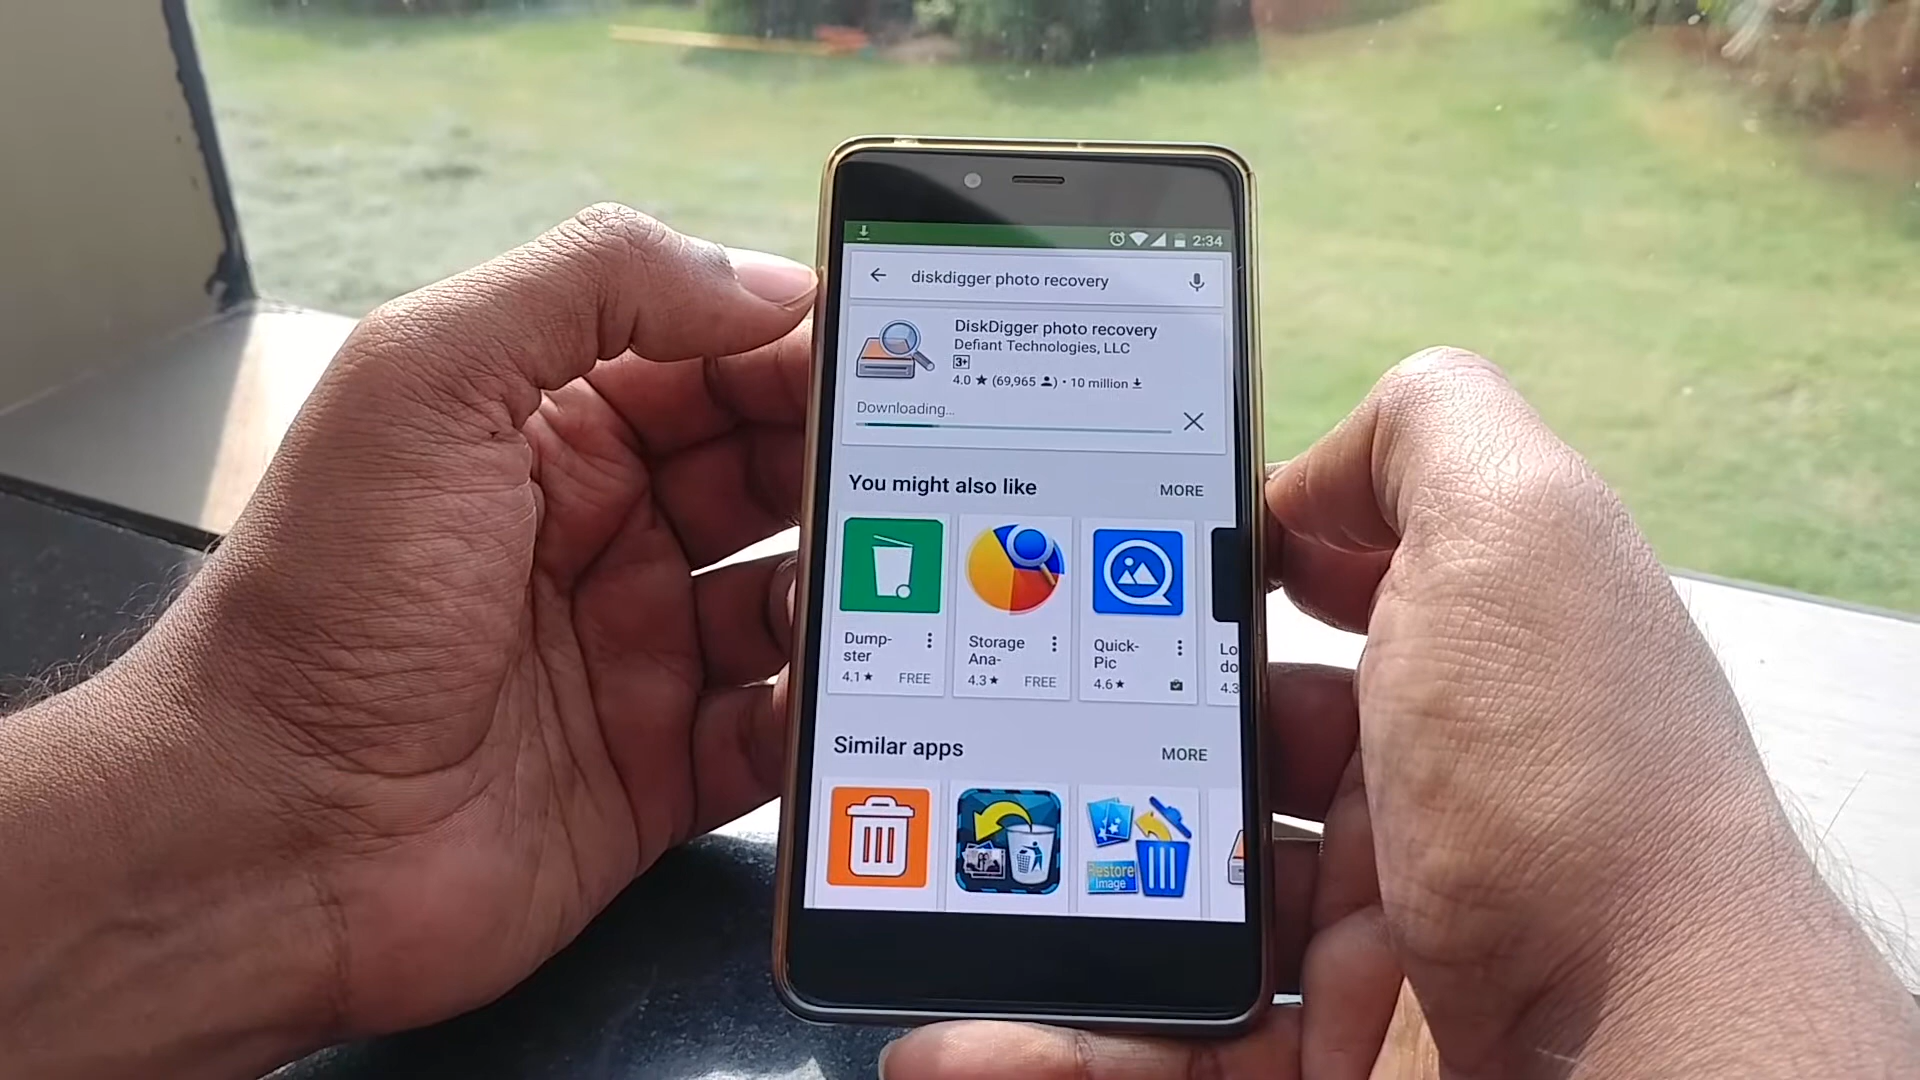 2:34
diskdigger photo recovery
DiskDigger photo recovery
Defiant Technologies, LLC
3+
4.0 ★ (69,965) • 10 million
Downloading...
You might also like
MORE
Dump-
ster
4.1★ FREE
Storage
Ana-
4.3★ FREE
Quick-
Pic
4.6★
Lo
do
4.3
Similar apps
MORE
Restore
Image